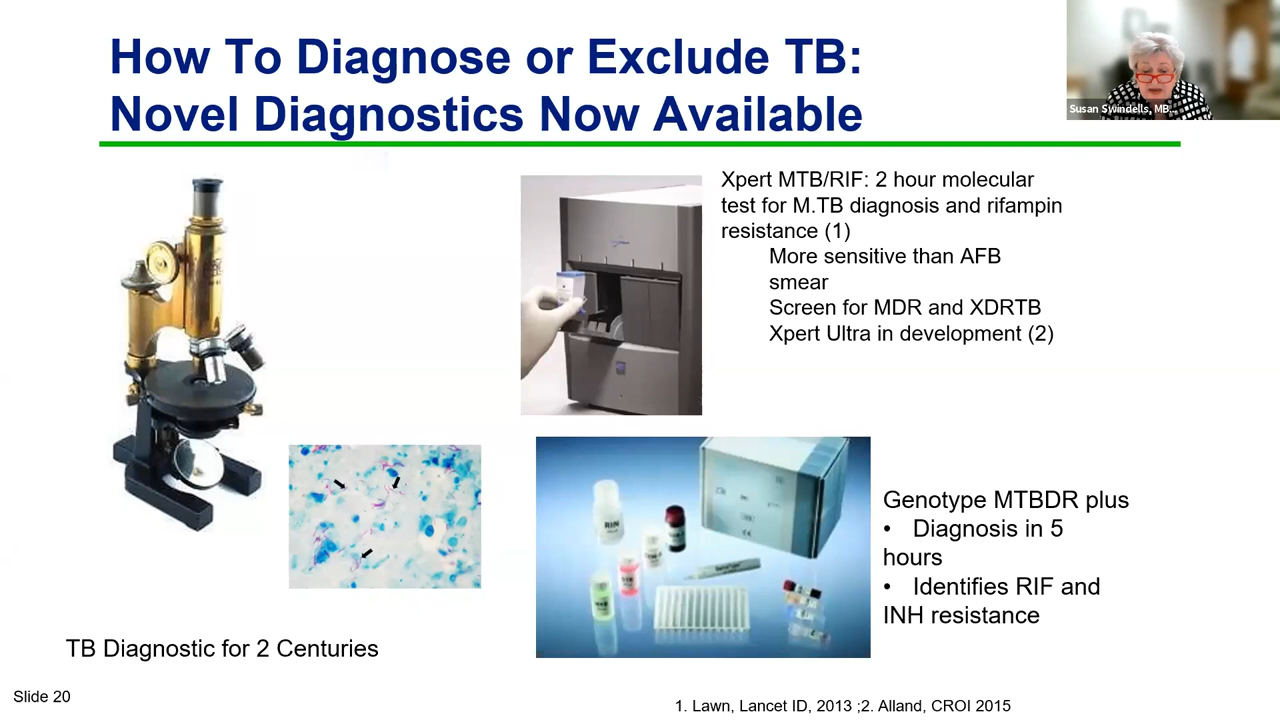 How To Diagnose or Exclude TB:
Novel Diagnostics Now Available
Susan Swindells, MB...
Xpert MTB/RIF: 2 hour molecular
test for M.TB diagnosis and rifampin
resistance (1)
More sensitive than AFB
smear
Screen for MDR and XDRTB
Xpert Ultra in development (2)
Genotype MTBDR plus
• Diagnosis in 5
hours
• Identifies RIF and
INH resistance
TB Diagnostic for 2 Centuries
Slide 20
1. Lawn, Lancet ID, 2013 ;2. Alland, CROI 2015